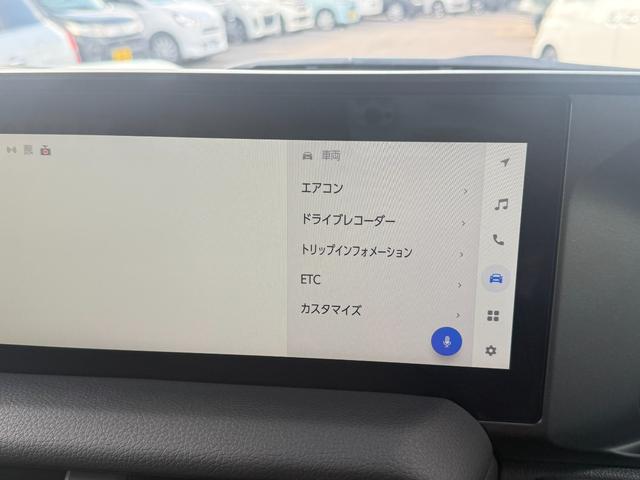 車両
エアコン
ドライブレコーダー
トリップインフォメーション
ETC
カスタマイズ